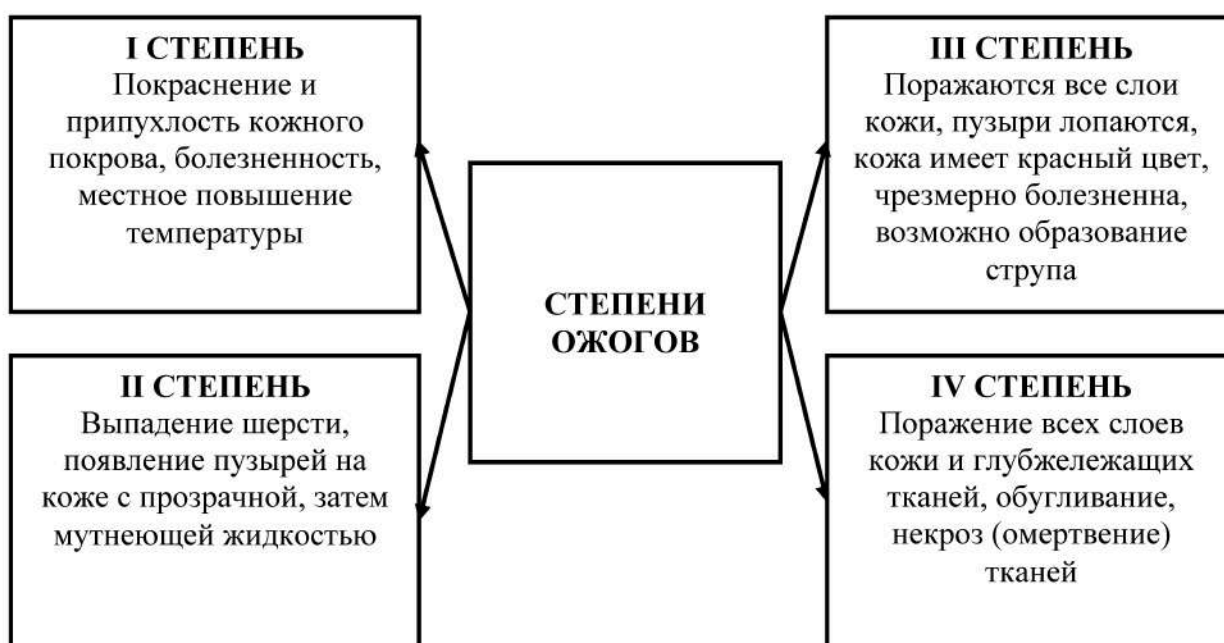 I СТЕПЕНЬ
Покраснение и
припухлость кожного
покрова, болезненность,
местное повышение
температуры
II СТЕПЕНЬ
Выпадение шерсти,
появление пузырей на
коже с прозрачной, затем
мутнеющей жидкостью
СТЕПЕНИ
ОЖОГОВ
III СТЕПЕНЬ
Поражаются все слои
кожи, пузыри лопаются,
кожа имеет красный цвет,
чрезмерно болезненна,
возможно образование
струпа
IV СТЕПЕНЬ
Поражение всех слоев
кожи и глубжележащих
тканей, обугливание,
некроз (омертвение)
тканей